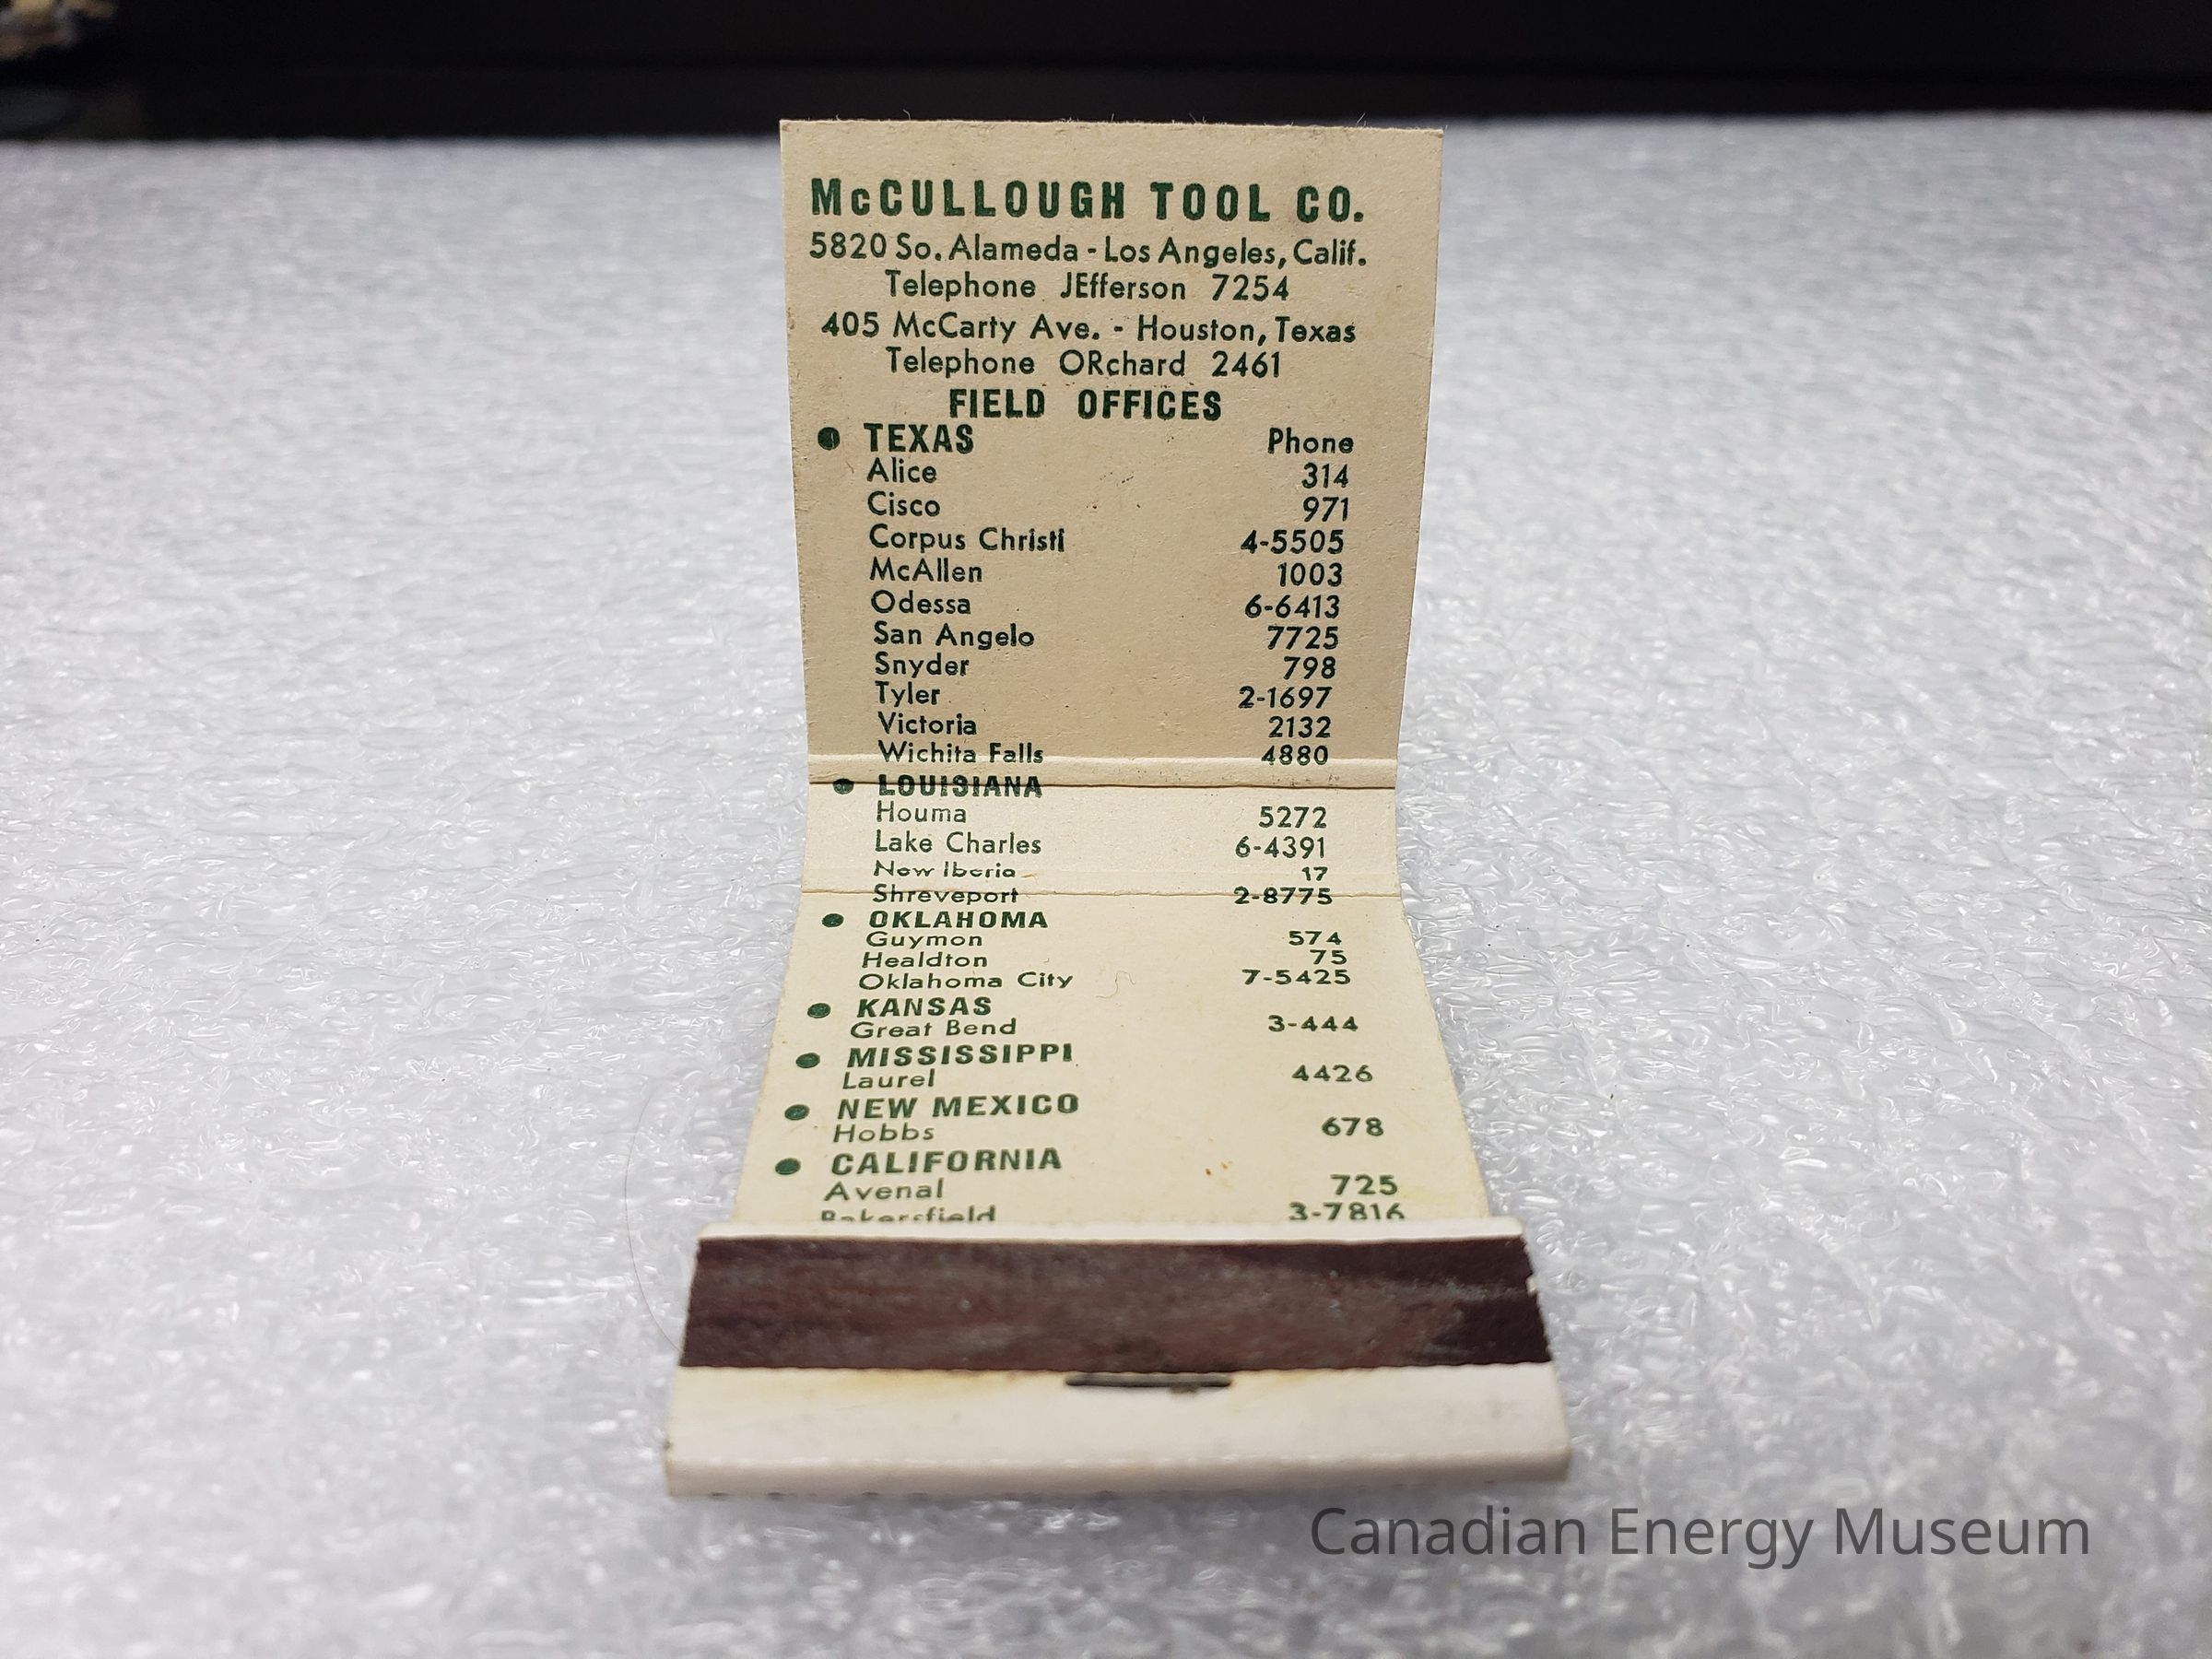 McCULLOUGH TOOL CO.
5820 So. Alameda - Los Angeles, Calif.
Telephone JEfferson 7254
405 McCarty Ave. - Houston, Texas
Telephone ORchard 2461
FIELD OFFICES
● TEXAS Phone
Alice 314
Cisco 971
Corpus Christi 4-5505
McAllen 1003
Odessa 6-6413
San Angelo 7725
Snyder 798
Tyler 2-1697
Victoria 2132
Wichita Falls 4880
● LOUISIANA
Houma 5272
Lake Charles 6-4391
New Iberia 17
Shreveport 2-8775
● OKLAHOMA
Guymon 574
Healdton 75
Oklahoma City 7-5425
● KANSAS
Great Bend 3-444
● MISSISSIPPI
Laurel 4426
● NEW MEXICO
Hobbs 678
● CALIFORNIA
Avenal 725
Bakersfield 3-7816
Canadian Energy Museum